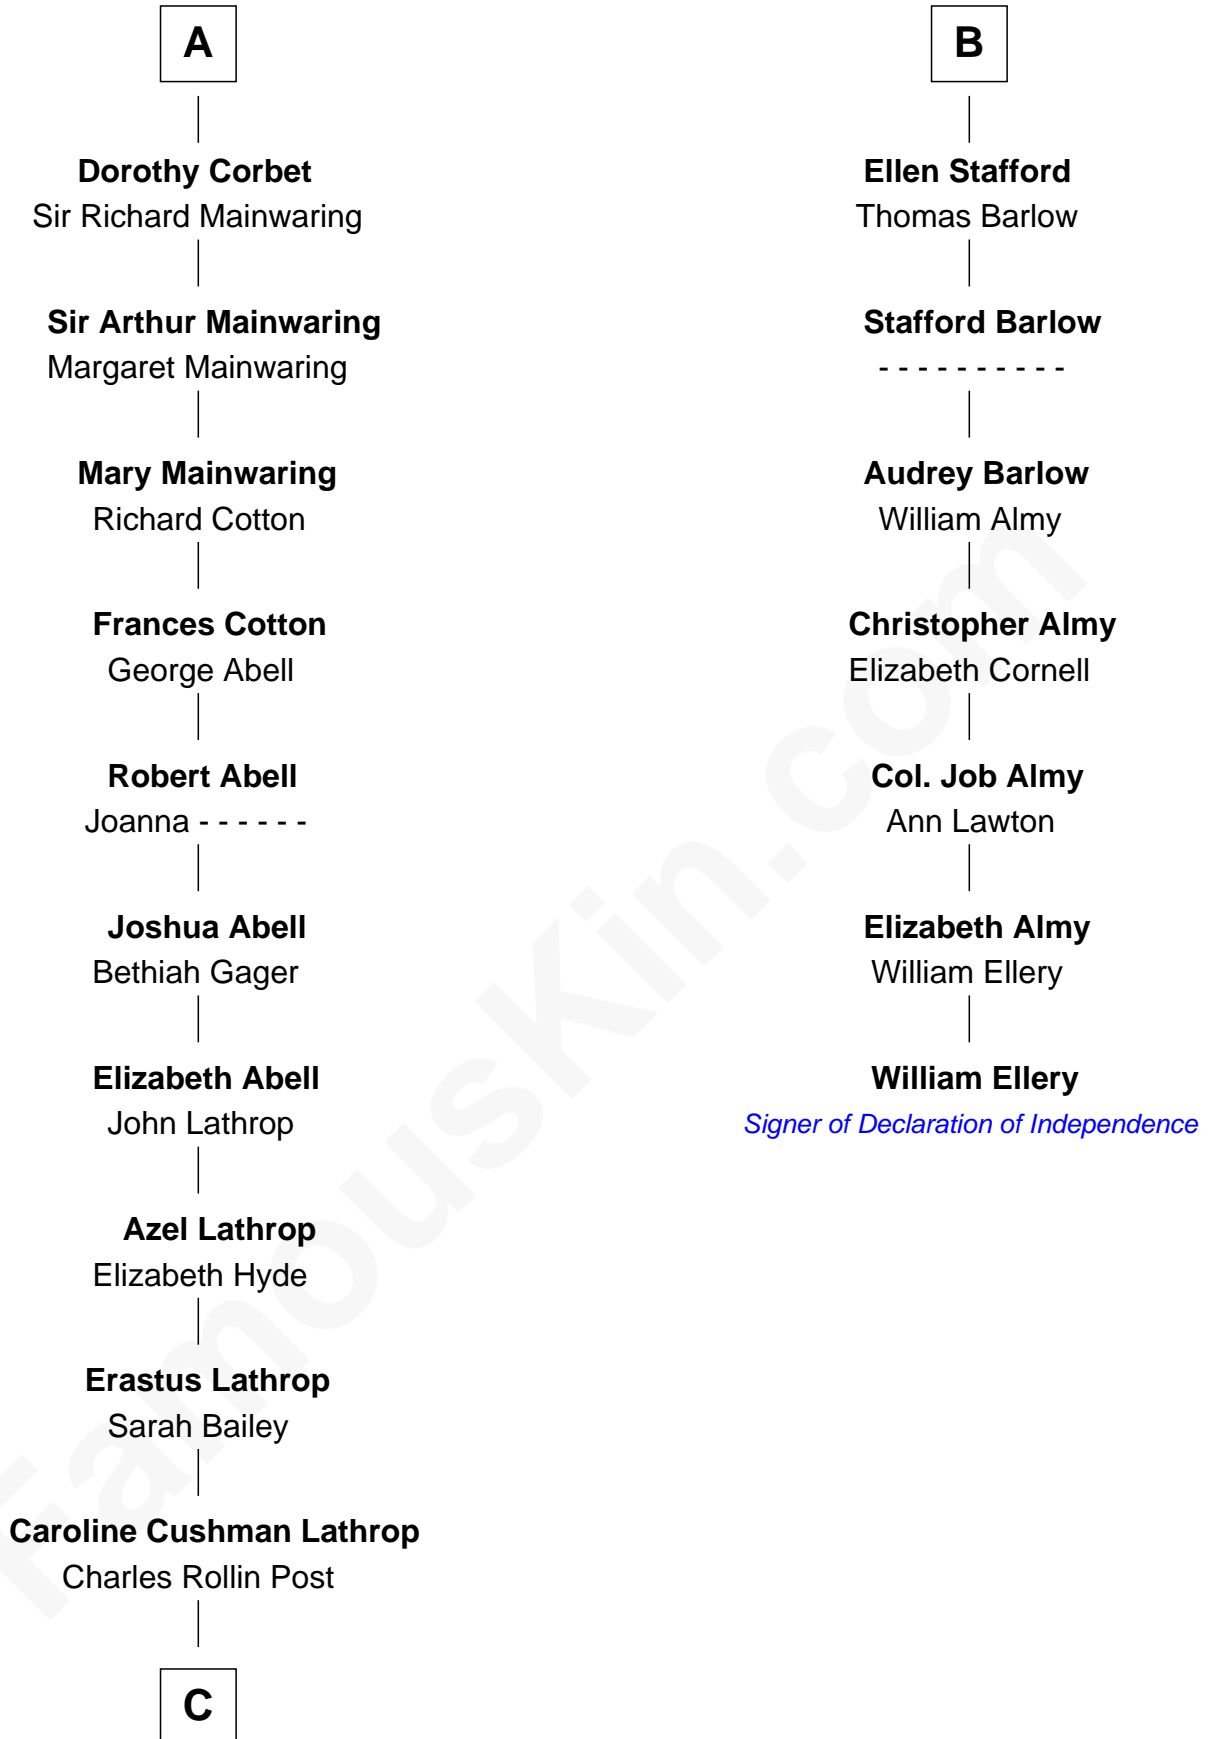 A
Dorothy Corbet
Sir Richard Mainwaring
Sir Arthur Mainwaring
Margaret Mainwaring
Mary Mainwaring
Richard Cotton
Frances Cotton
George Abell
Robert Abell
Joanna - - - - - -
Joshua Abell
Bethiah Gager
Elizabeth Abell
John Lathrop
Azel Lathrop
Elizabeth Hyde
Erastus Lathrop
Sarah Bailey
Caroline Cushman Lathrop
Charles Rollin Post
C
B
Ellen Stafford
Thomas Barlow
Stafford Barlow
- - - - - - - - - -
Audrey Barlow
William Almy
Christopher Almy
Elizabeth Cornell
Col. Job Almy
Ann Lawton
Elizabeth Almy
William Ellery
William Ellery
Signer of Declaration of Independence
FamousKin.com